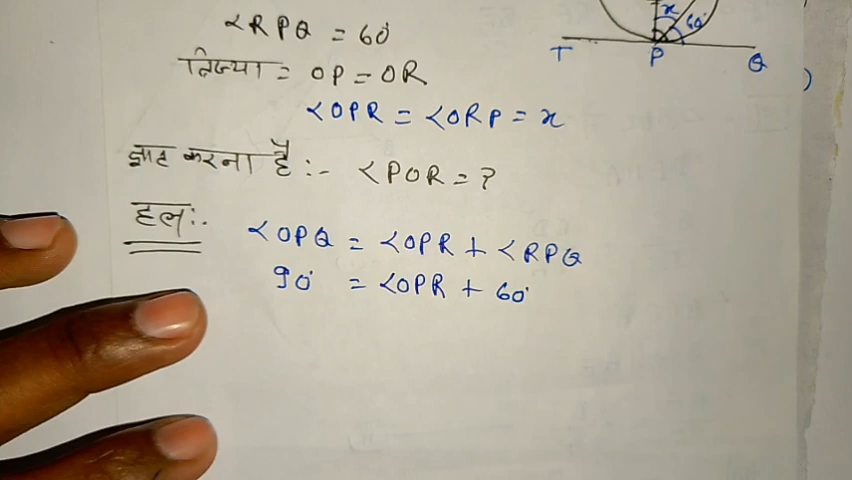 <RPQ = 60°
त्रिज्या = OP = OR
<OPR = <ORP = x
ज्ञात करना है :- <POR = ?
हल:-
<OPQ = <OPR + <RPQ
90° = <OPR + 60°
x 60°
T P Q